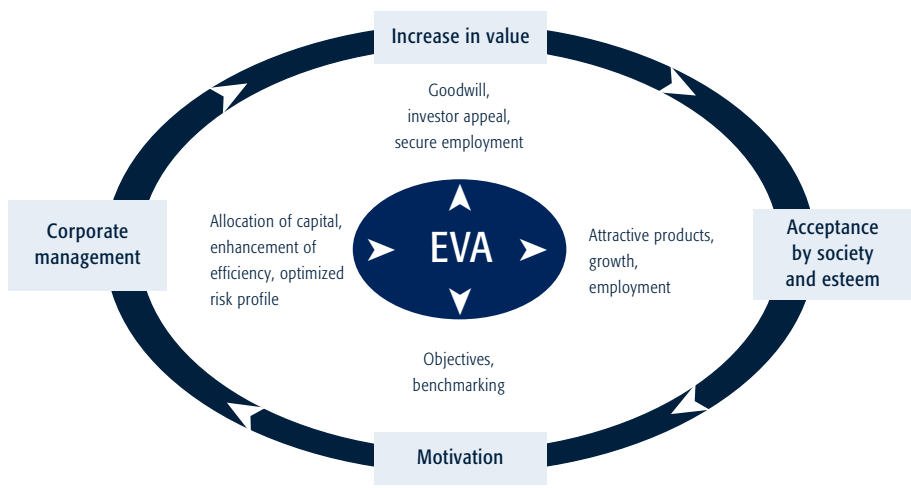 Increase in value
Goodwill,
investor appeal,
secure employment
Corporate
management
Allocation of capital,
enhancement of
efficiency, optimized
risk profile
EVA
Attractive products,
growth,
employment
Acceptance
by society
and esteem
Objectives,
benchmarking
Motivation